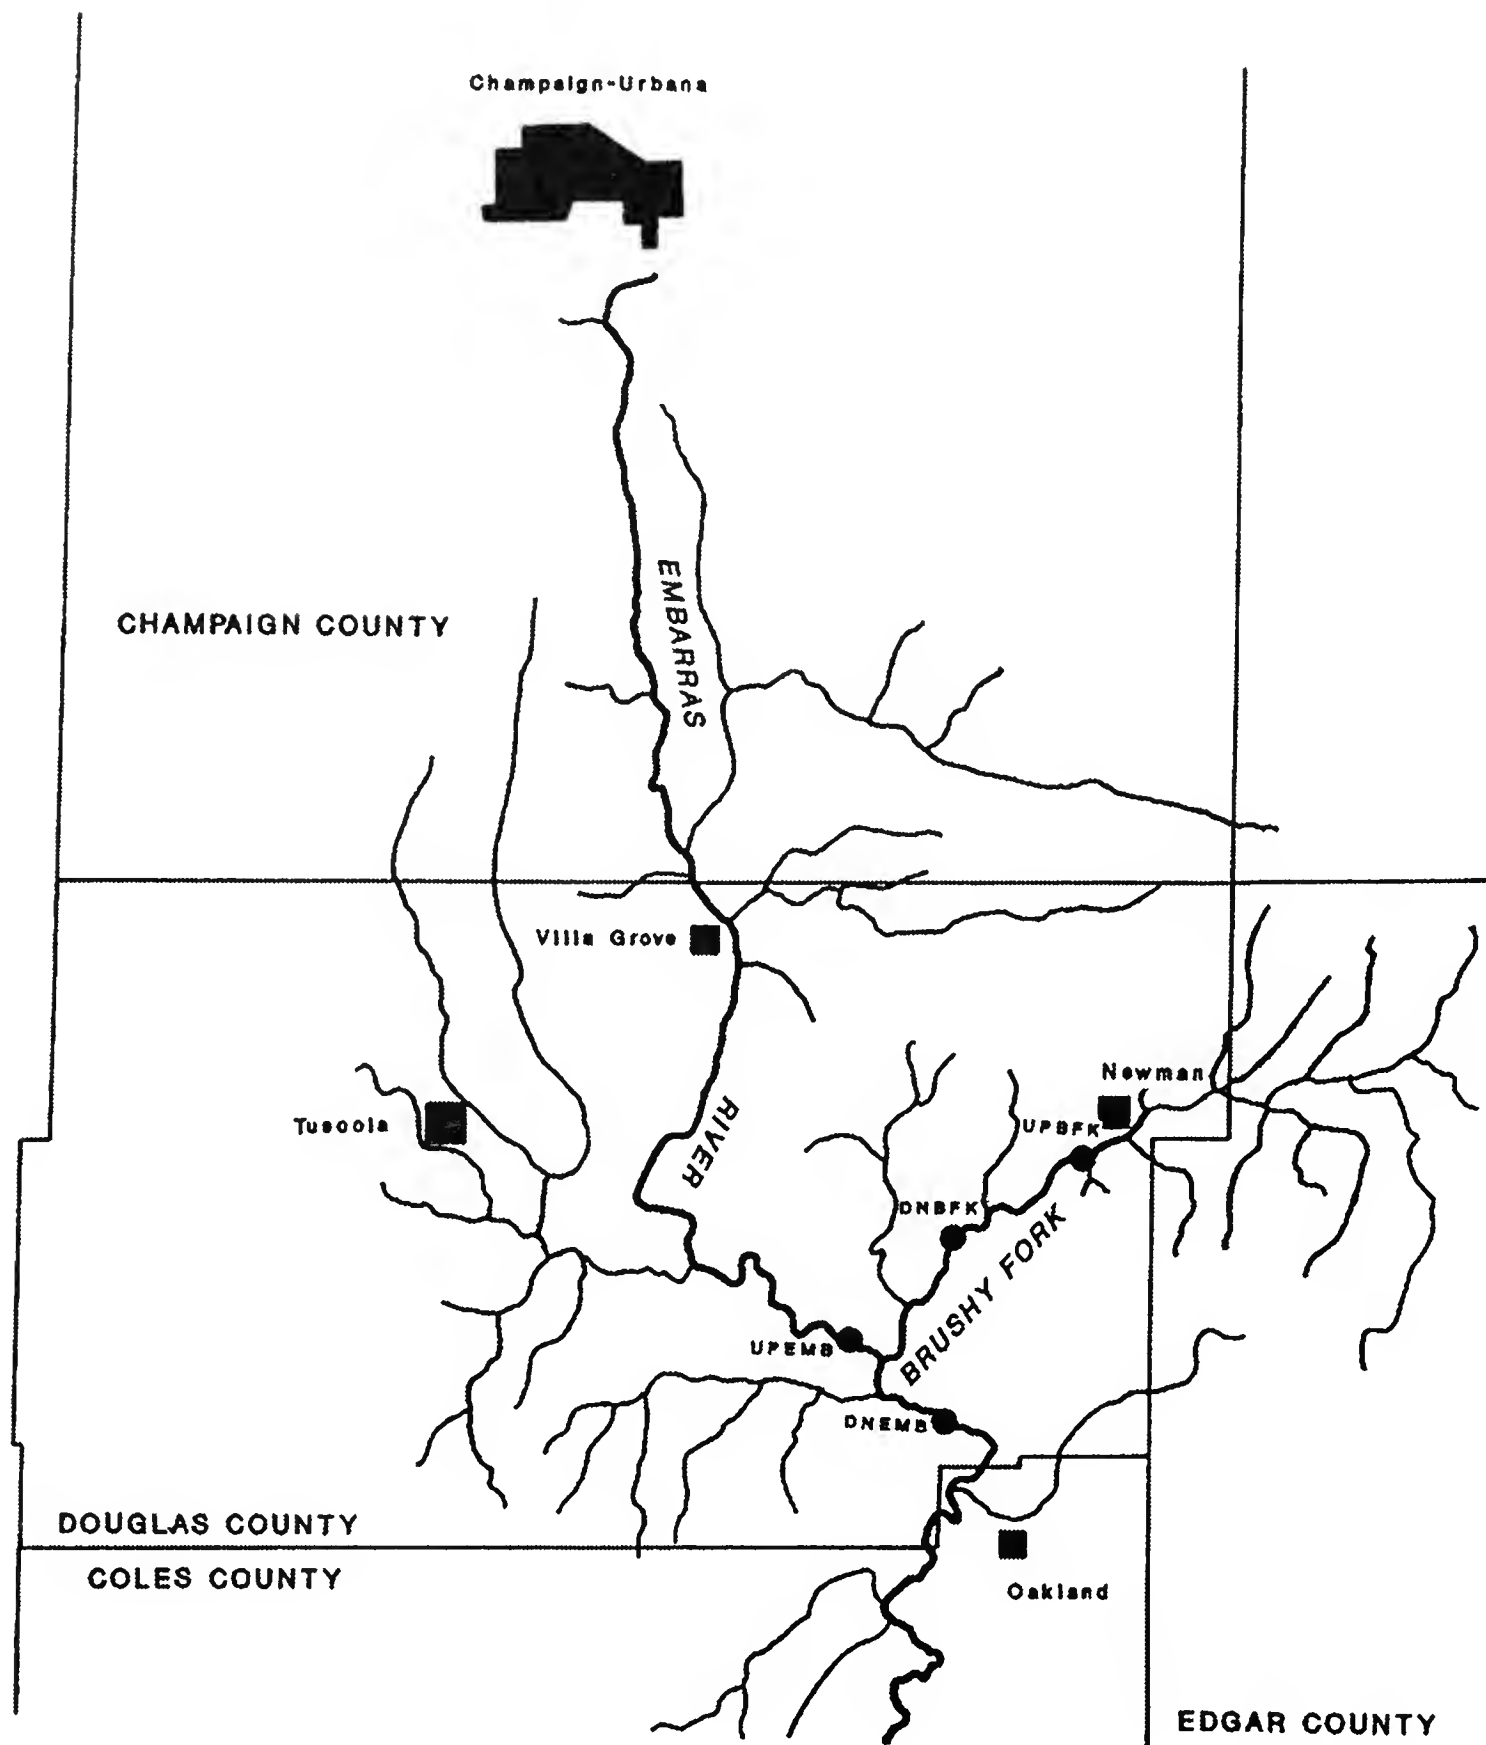 Champaign-Urbana
EMBARRAS
CHAMPAIGN COUNTY
Villa Grove
Newman
RIVER
Tuscola
UPBFK
DNBFK
BRUSHY FORK
UPEMB
DNEMB
DOUGLAS COUNTY
COLES COUNTY
Oakland
EDGAR COUNTY